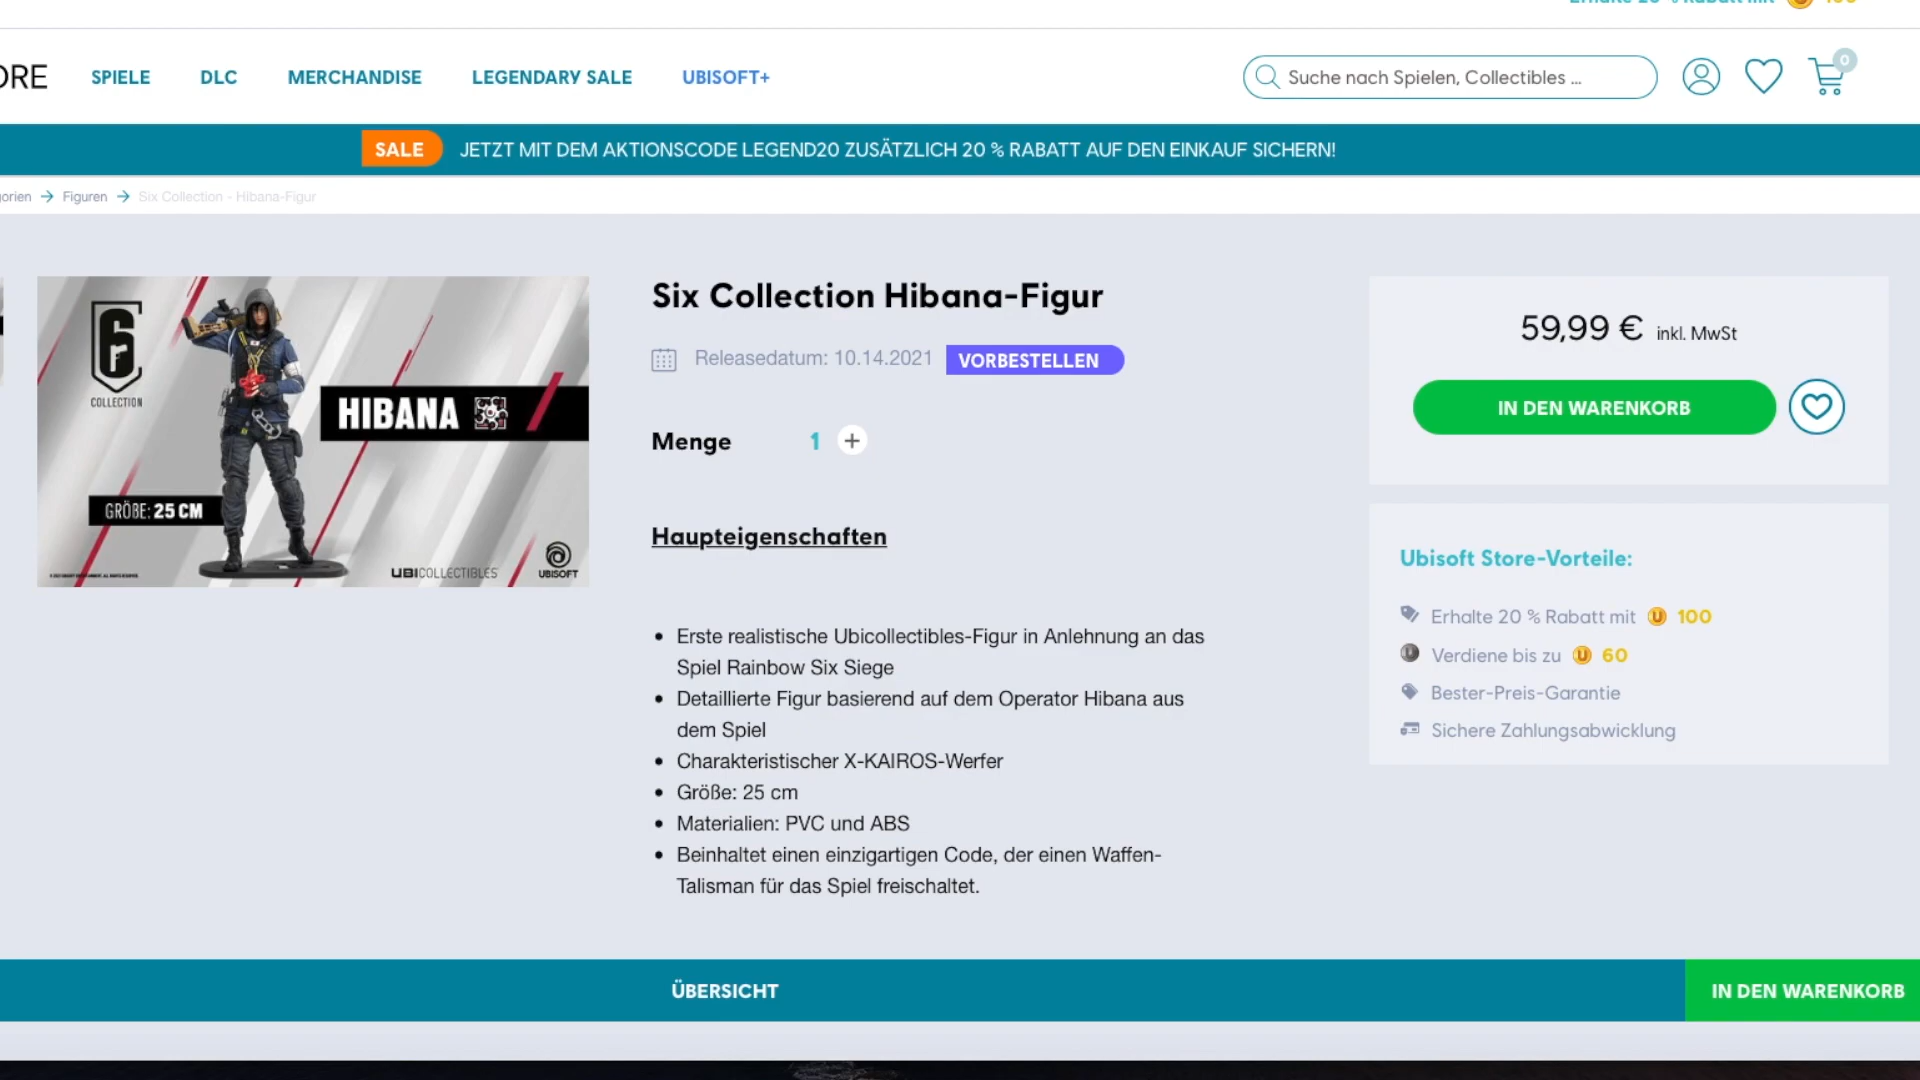 ORE
SPIELE
DLC
MERCHANDISE
LEGENDARY SALE
UBISOFT+
Suche nach Spielen, Collectibles ...
0
SALE
JETZT MIT DEM AKTIONSCODE LEGEND20 ZUSÄTZLICH 20 % RABATT AUF DEN EINKAUF SICHERN!
Figuren
Six Collection - Hibana-Figur
6
COLLECTION
HIBANA
GRÖßE: 25 CM
UBICOLLECTIBLES
UBISOFT
Six Collection Hibana-Figur
Releasedatum: 10.14.2021
VORBESTELLEN
Menge
1
+
Haupteigenschaften
• Erste realistische Ubicollectibles-Figur in Anlehnung an das
Spiel Rainbow Six Siege
• Detaillierte Figur basierend auf dem Operator Hibana aus
dem Spiel
• Charakteristischer X-KAIROS-Werfer
• Größe: 25 cm
• Materialien: PVC und ABS
• Beinhaltet einen einzigartigen Code, der einen Waffen-
Talisman für das Spiel freischaltet.
59,99 € inkl. MwSt
IN DEN WARENKORB
Ubisoft Store-Vorteile:
Erhalte 20 % Rabatt mit 100
Verdiene bis zu 60
Bester-Preis-Garantie
Sichere Zahlungsabwicklung
ÜBERSICHT
IN DEN WARENKORB